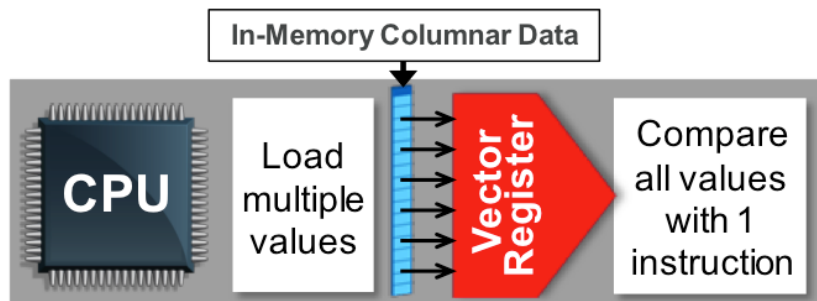 In-Memory Columnar Data
CPU
Load
multiple
values
Vector
Register
Compare
all values
with 1
instruction